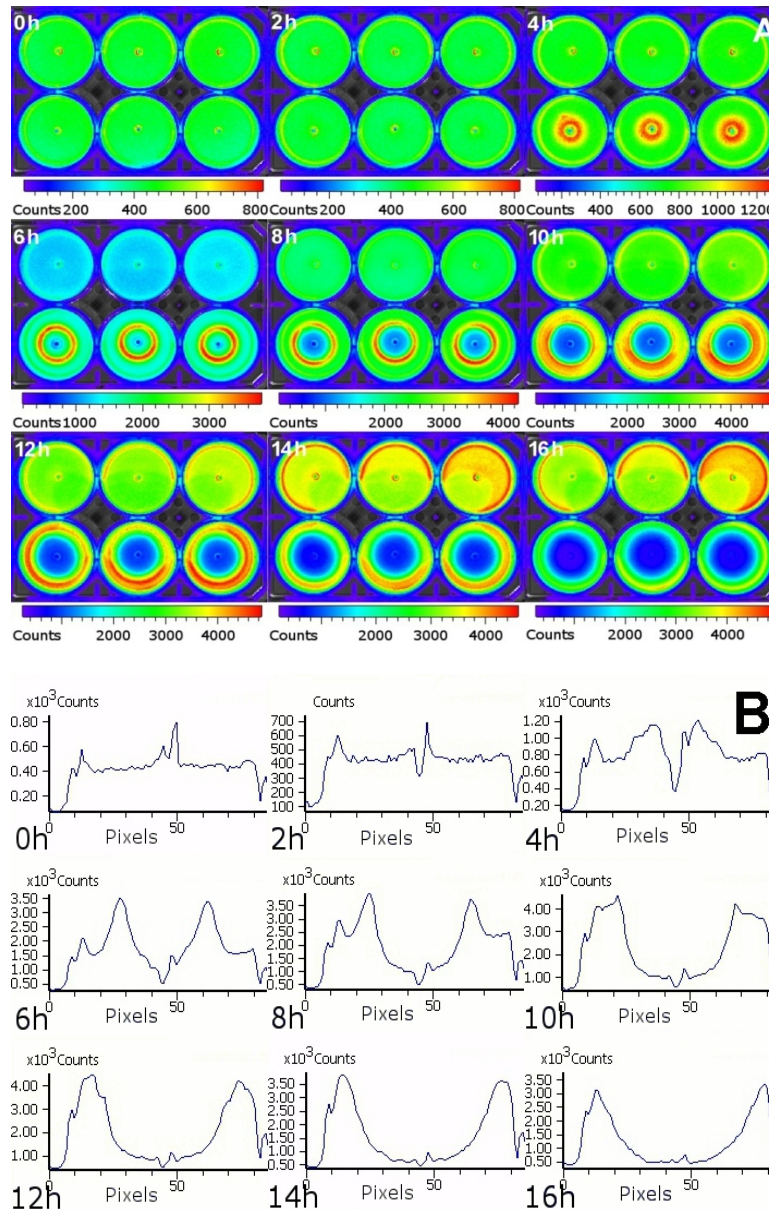 0h 2h 4h A
Counts 200 400 600 800 Counts 200 400 600 800 Counts 400 600 800 1000 1200
6h 8h 10h
Counts 1000 2000 3000 Counts 2000 3000 4000 Counts 2000 3000 4000
12h 14h 16h
Counts 2000 3000 4000 Counts 2000 3000 4000 Counts 2000 3000 4000
B
x10³Counts Counts x10³Counts
0.80 700 1.20
600
0.60 500 1.00
400 0.80
0.40 300 0.60
200 0.40
0.20 100 0.20
0 50 0 50 0 50
0h Pixels 2h Pixels 4h Pixels
x10³Counts x10³Counts x10³Counts
3.50 3.50 4.00
3.00 3.00
2.50 2.50 3.00
2.00 2.00
1.50 1.50 2.00
1.00 1.00 1.00
0.50 0.50
0 50 0 50 0 50
6h Pixels 8h Pixels 10h Pixels
x10³Counts x10³Counts x10³Counts
4.00 3.50 3.50
3.00 3.00
3.00 2.50 2.50
2.00 2.00 2.00
1.50 1.50
1.00 1.00 1.00
0.50 0.50
0 50 0 50 0 50
12h Pixels 14h Pixels 16h Pixels